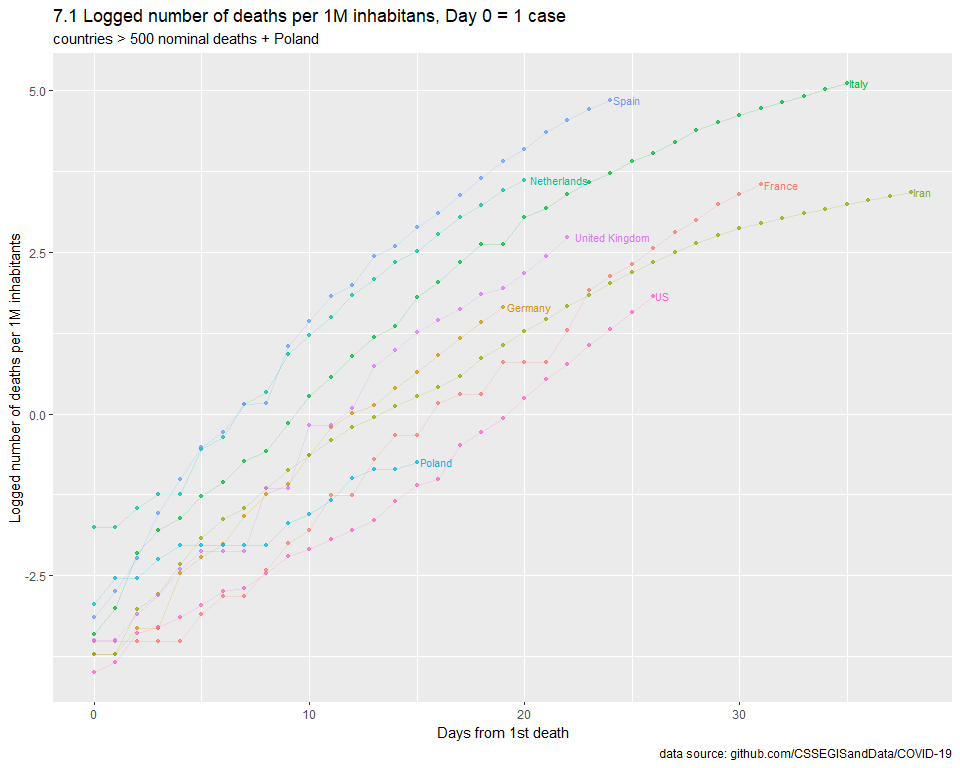 7.1 Logged number of deaths per 1M inhabitans, Day 0 = 1 case
countries > 500 nominal deaths + Poland
Logged number of deaths per 1M inhabitants
5.0
2.5
0.0
-2.5
Spain
Italy
Netherlands
France
Iran
United Kingdom
US
Germany
Poland
0
10
20
30
Days from 1st death
data source: github.com/CSSEGISandData/COVID-19